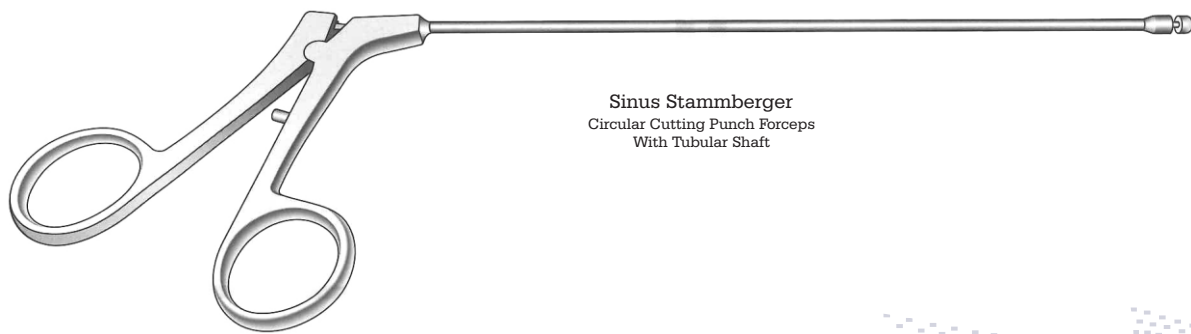 Sinus Stammberger
Circular Cutting Punch Forceps
With Tubular Shaft